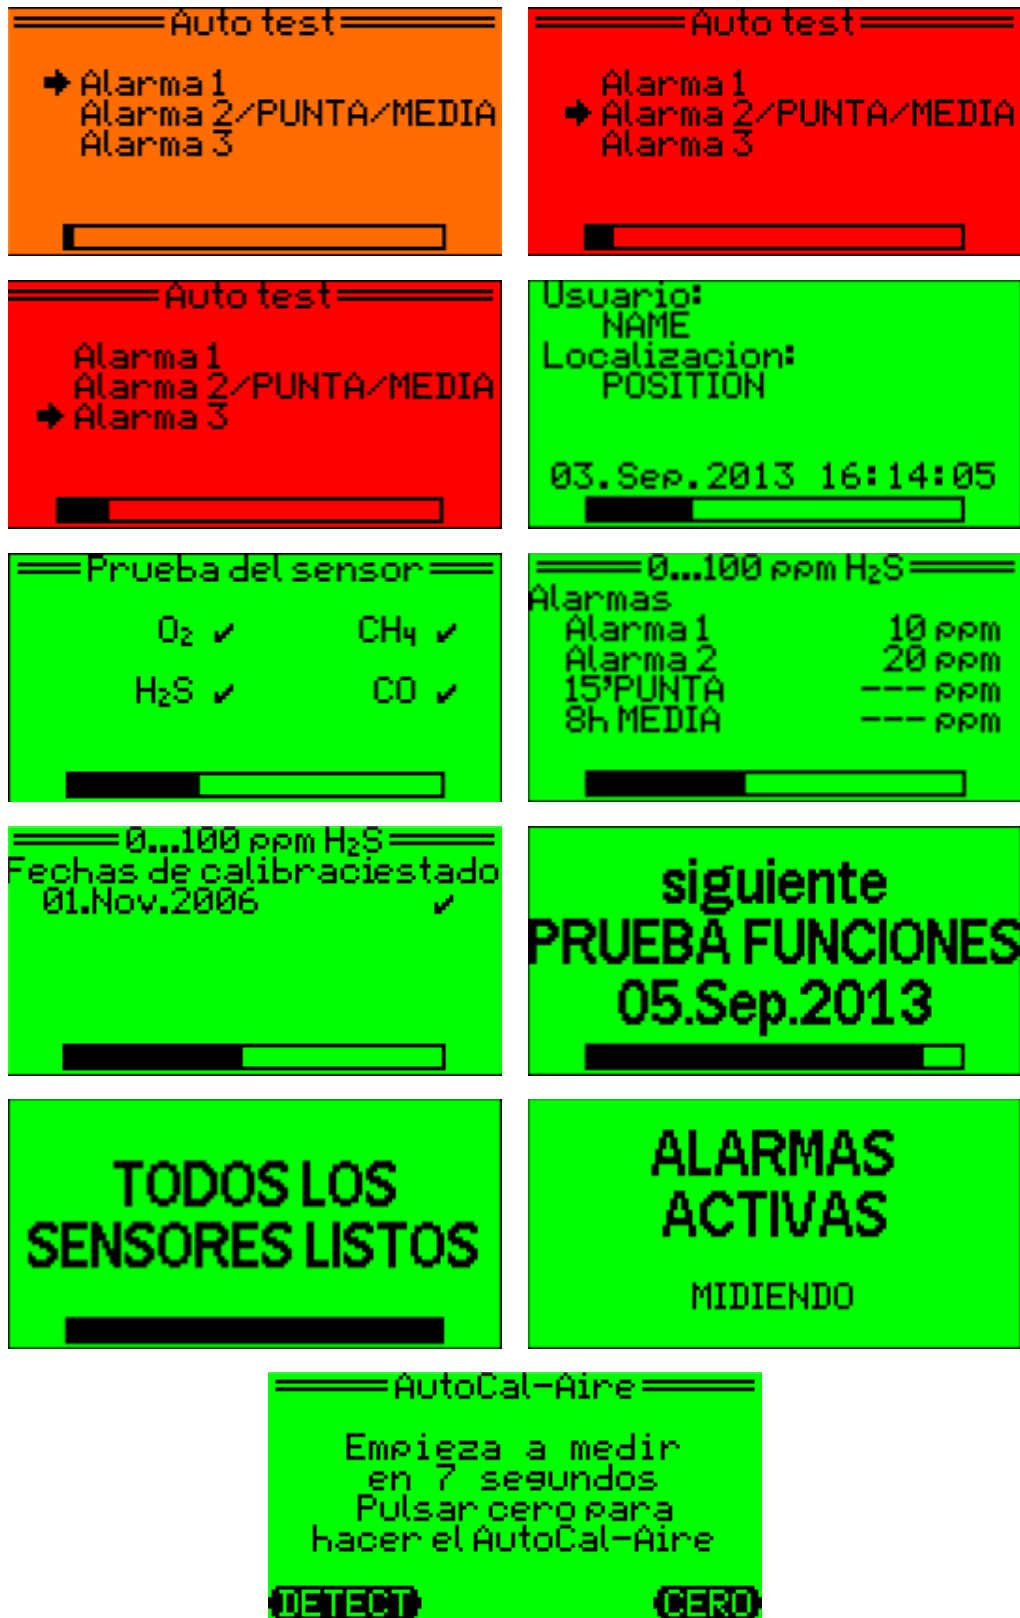 Auto test
Alarma 1
Alarma 2/PUNTA/MEDIA
Alarma 3
Auto test
Alarma 1
Alarma 2/PUNTA/MEDIA
Alarma 3
Auto test
Alarma 1
Alarma 2/PUNTA/MEDIA
Alarma 3
Usuario:
NAME
Localizacion:
POSITION
03.Sep.2013 16:14:05
Prueba del sensor
O₂ ✔ CH₄ ✔
H₂S ✔ CO ✔
0...100 ppm H₂S
Alarmas
Alarma 1 10 ppm
Alarma 2 20 ppm
15'PUNTA --- ppm
8h MEDIA --- ppm
0...100 ppm H₂S
Fechas de calibraciestado
01.Nov.2006 ✔
siguiente
PRUEBA FUNCIONES
05.Sep.2013
TODOS LOS
SENSORES LISTOS
ALARMAS
ACTIVAS
MIDIENDO
AutoCal-Aire
Empieza a medir
en 7 segundos
Pulsar cero para
hacer el AutoCal-Aire
DETECT CERO